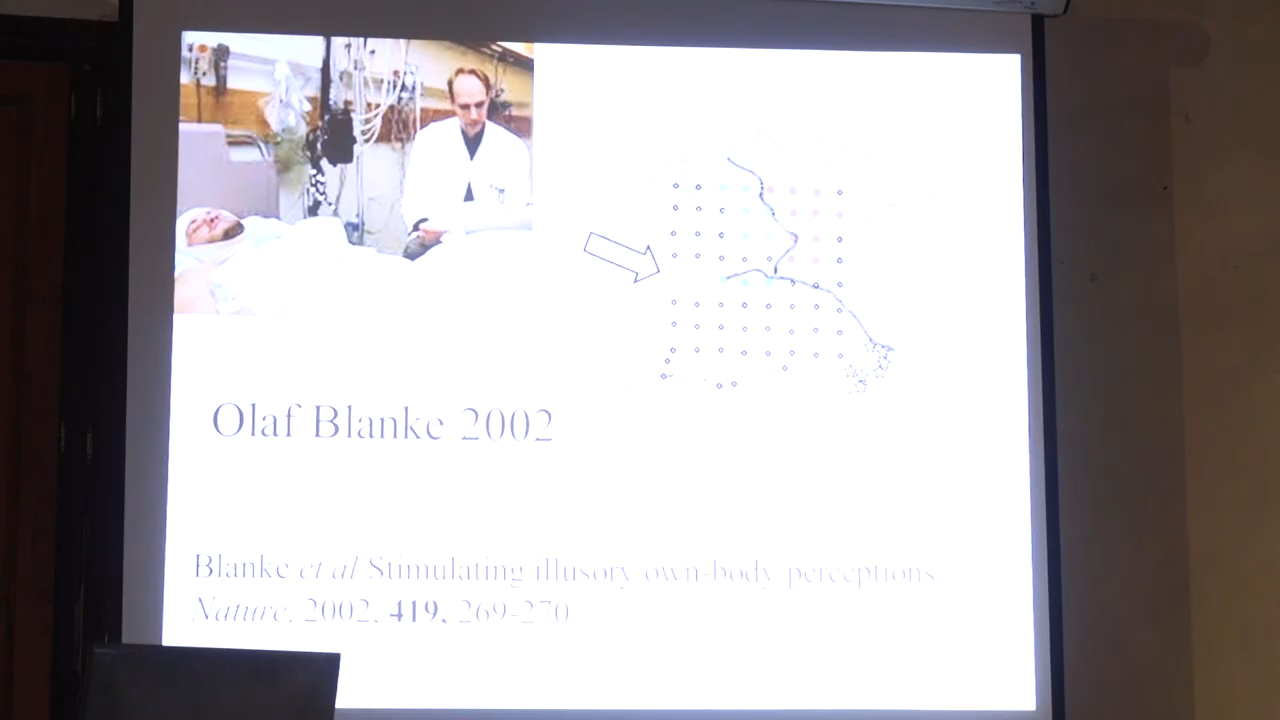 Olaf Blanke 2002
Blanke et al Stimulating illusory own-body perceptions
Nature, 2002, 419, 269-270